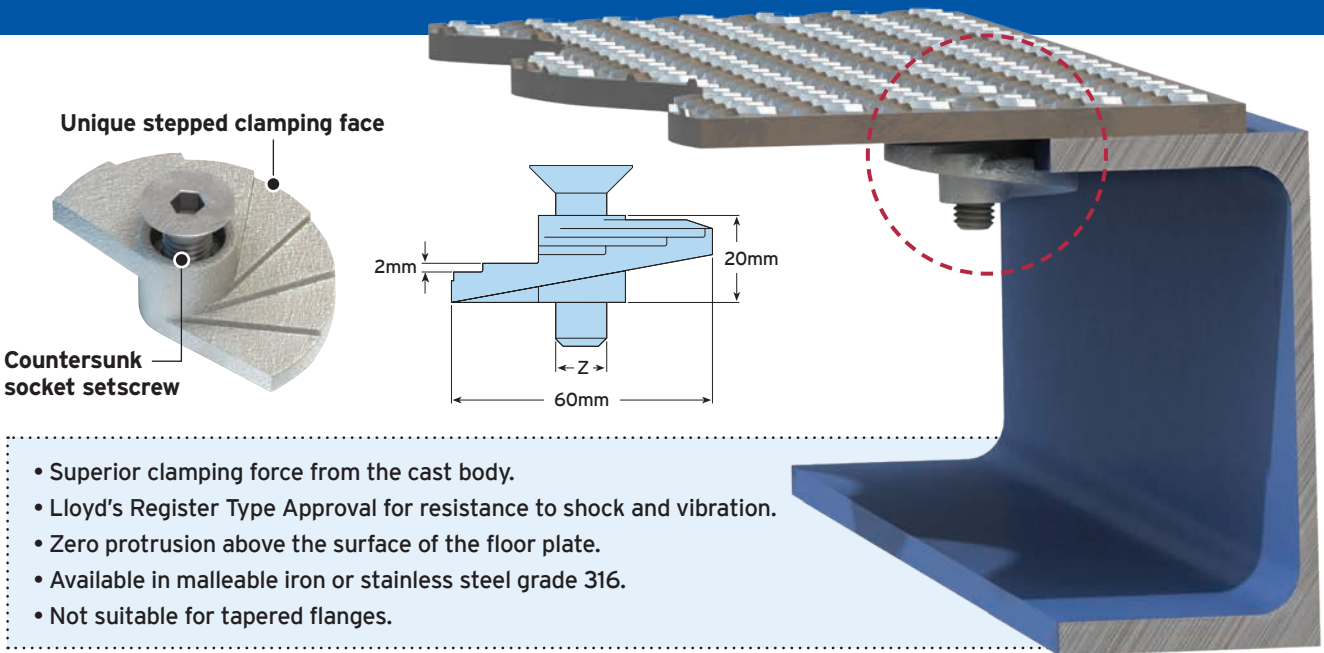 Unique stepped clamping face
Countersunk
socket setscrew
2mm
20mm
Z
60mm
• Superior clamping force from the cast body.
• Lloyd's Register Type Approval for resistance to shock and vibration.
• Zero protrusion above the surface of the floor plate.
• Available in malleable iron or stainless steel grade 316.
• Not suitable for tapered flanges.